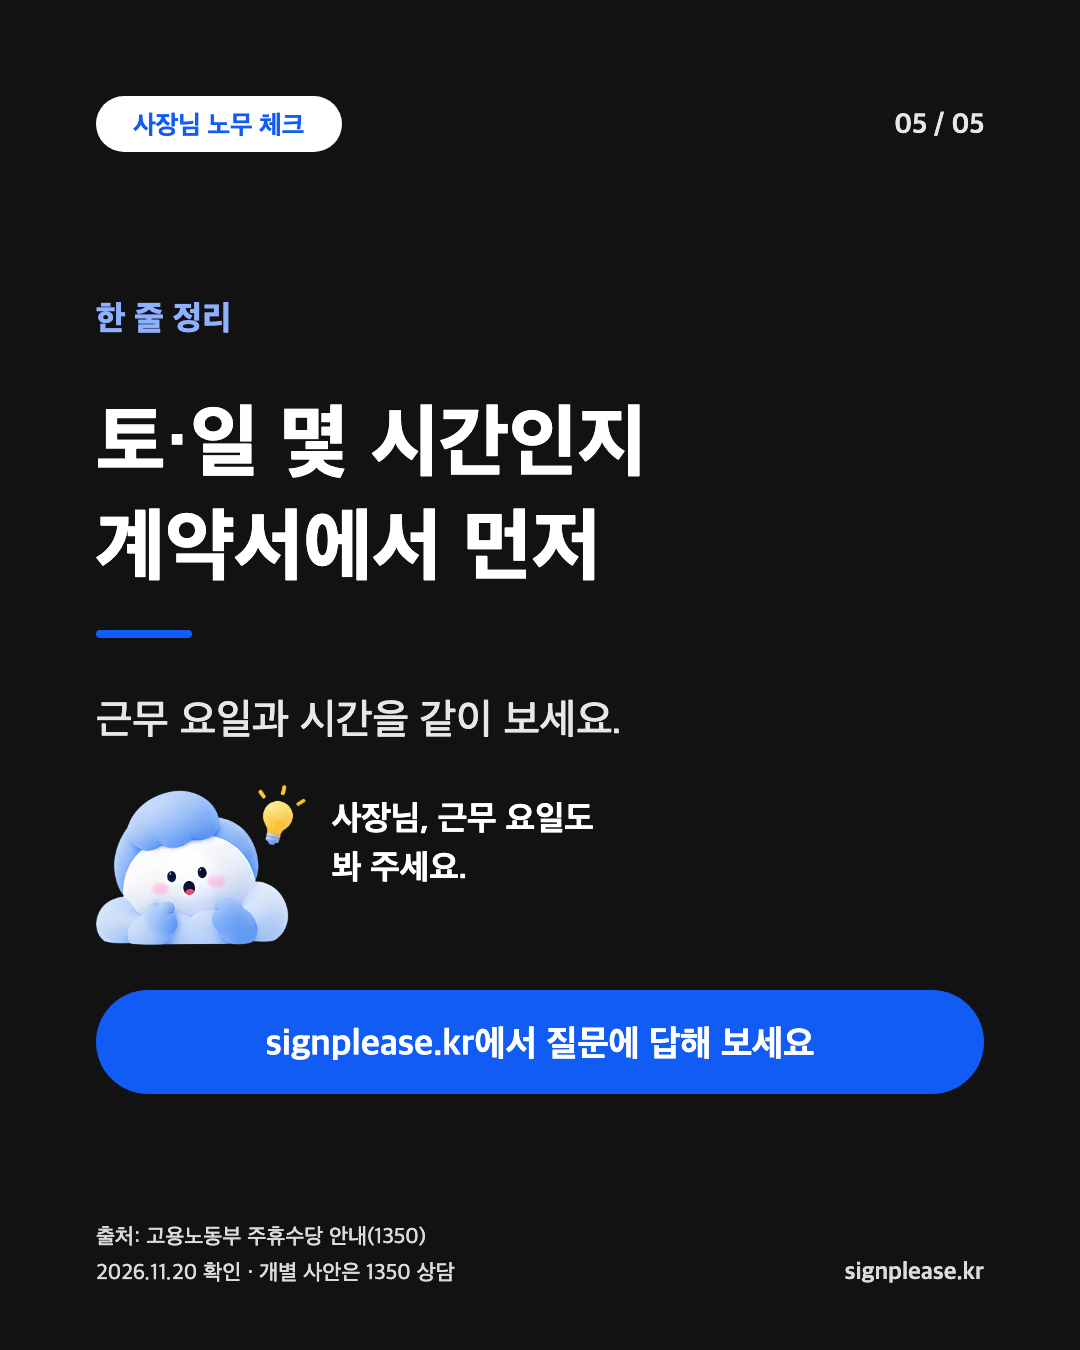 사장님 노무 체크
05 / 05
한 줄 정리
토·일 몇 시간인지
계약서에서 먼저
근무 요일과 시간을 같이 보세요.
사장님, 근무 요일도
봐 주세요.
signplease.kr에서 질문에 답해 보세요
출처: 고용노동부 주휴수당 안내(1350)
2026.11.20 확인 · 개별 사안은 1350 상담
signplease.kr